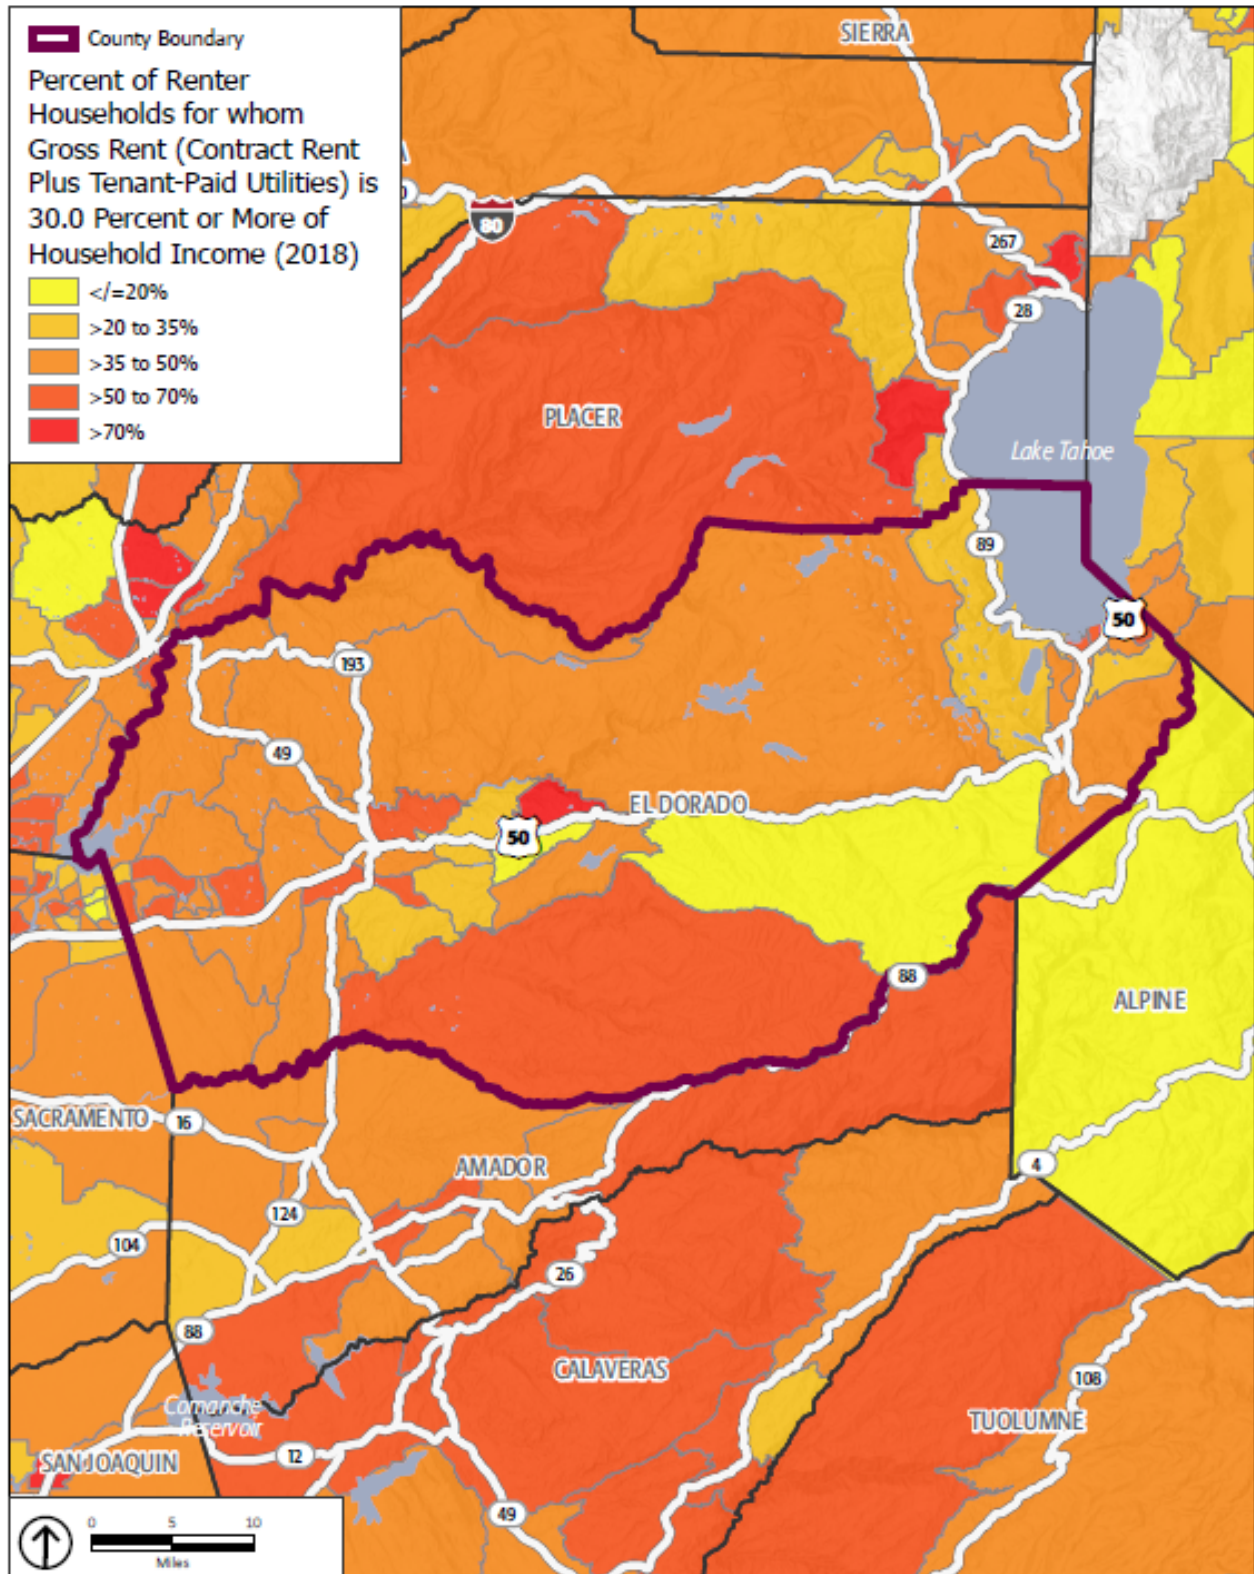 County Boundary
Percent of Renter
Households for whom
Gross Rent (Contract Rent
Plus Tenant-Paid Utilities) is
30.0 Percent or More of
Household Income (2018)
</=20%
>20 to 35%
>35 to 50%
>50 to 70%
>70%
SIERRA
80
267
28
PLACER
Lake Tahoe
89
50
193
49
EL DORADO
50
88
ALPINE
SACRAMENTO
16
AMADOR
4
124
104
26
88
CALAVERAS
108
Comanche
Reservoir
TUOLUMNE
12
SAN JOAQUIN
49
0 5 10
Miles